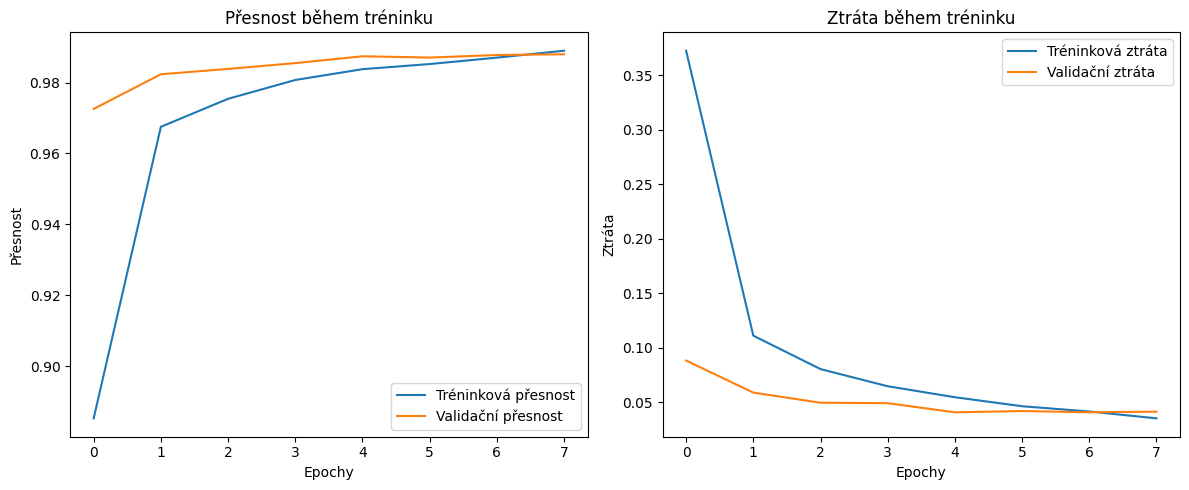 Přesnost během tréninku
Přesnost
0.98
0.96
0.94
0.92
0.90
Tréninková přesnost
Validační přesnost
0 1 2 3 4 5 6 7
Epochy
Ztráta během tréninku
Ztráta
0.35
0.30
0.25
0.20
0.15
0.10
0.05
Tréninková ztráta
Validační ztráta
0 1 2 3 4 5 6 7
Epochy